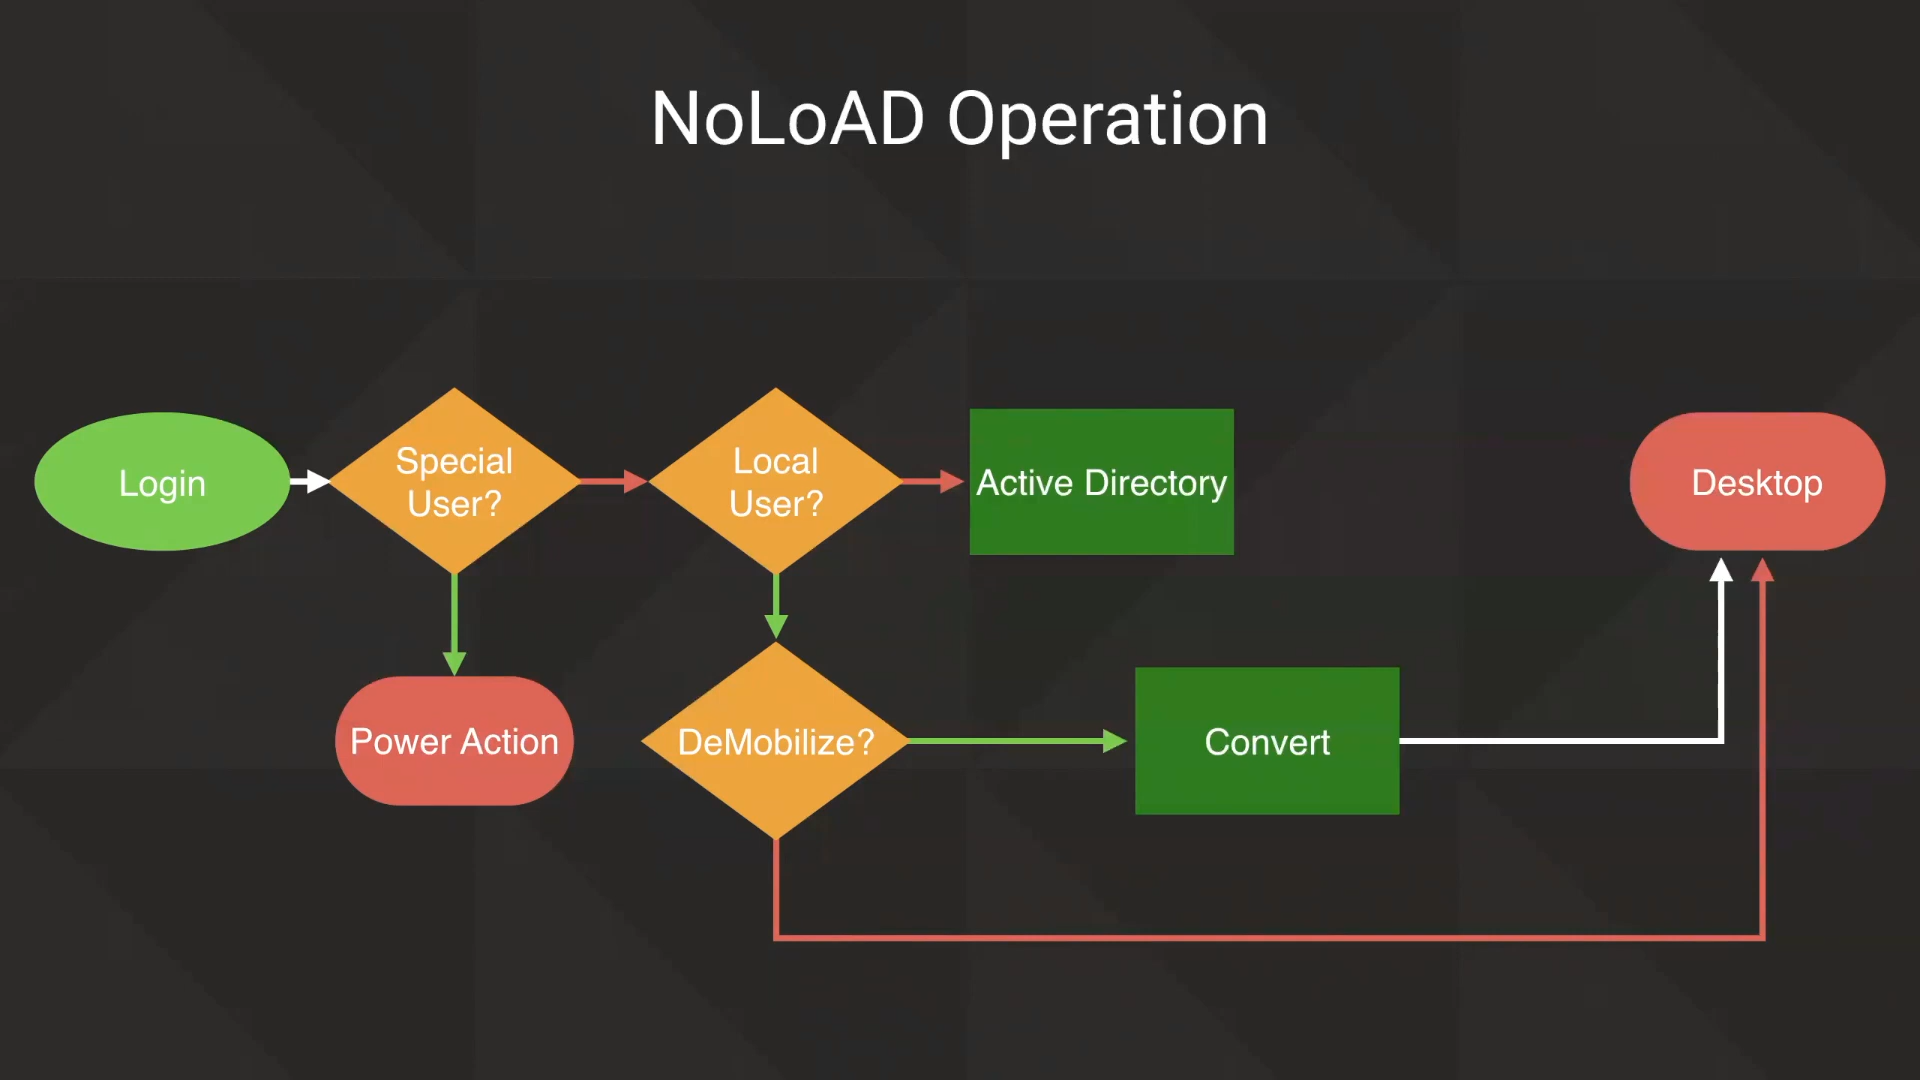 NoLoAD Operation
Login
Special
User?
Local
User?
Active Directory
Desktop
Power Action
DeMobilize?
Convert